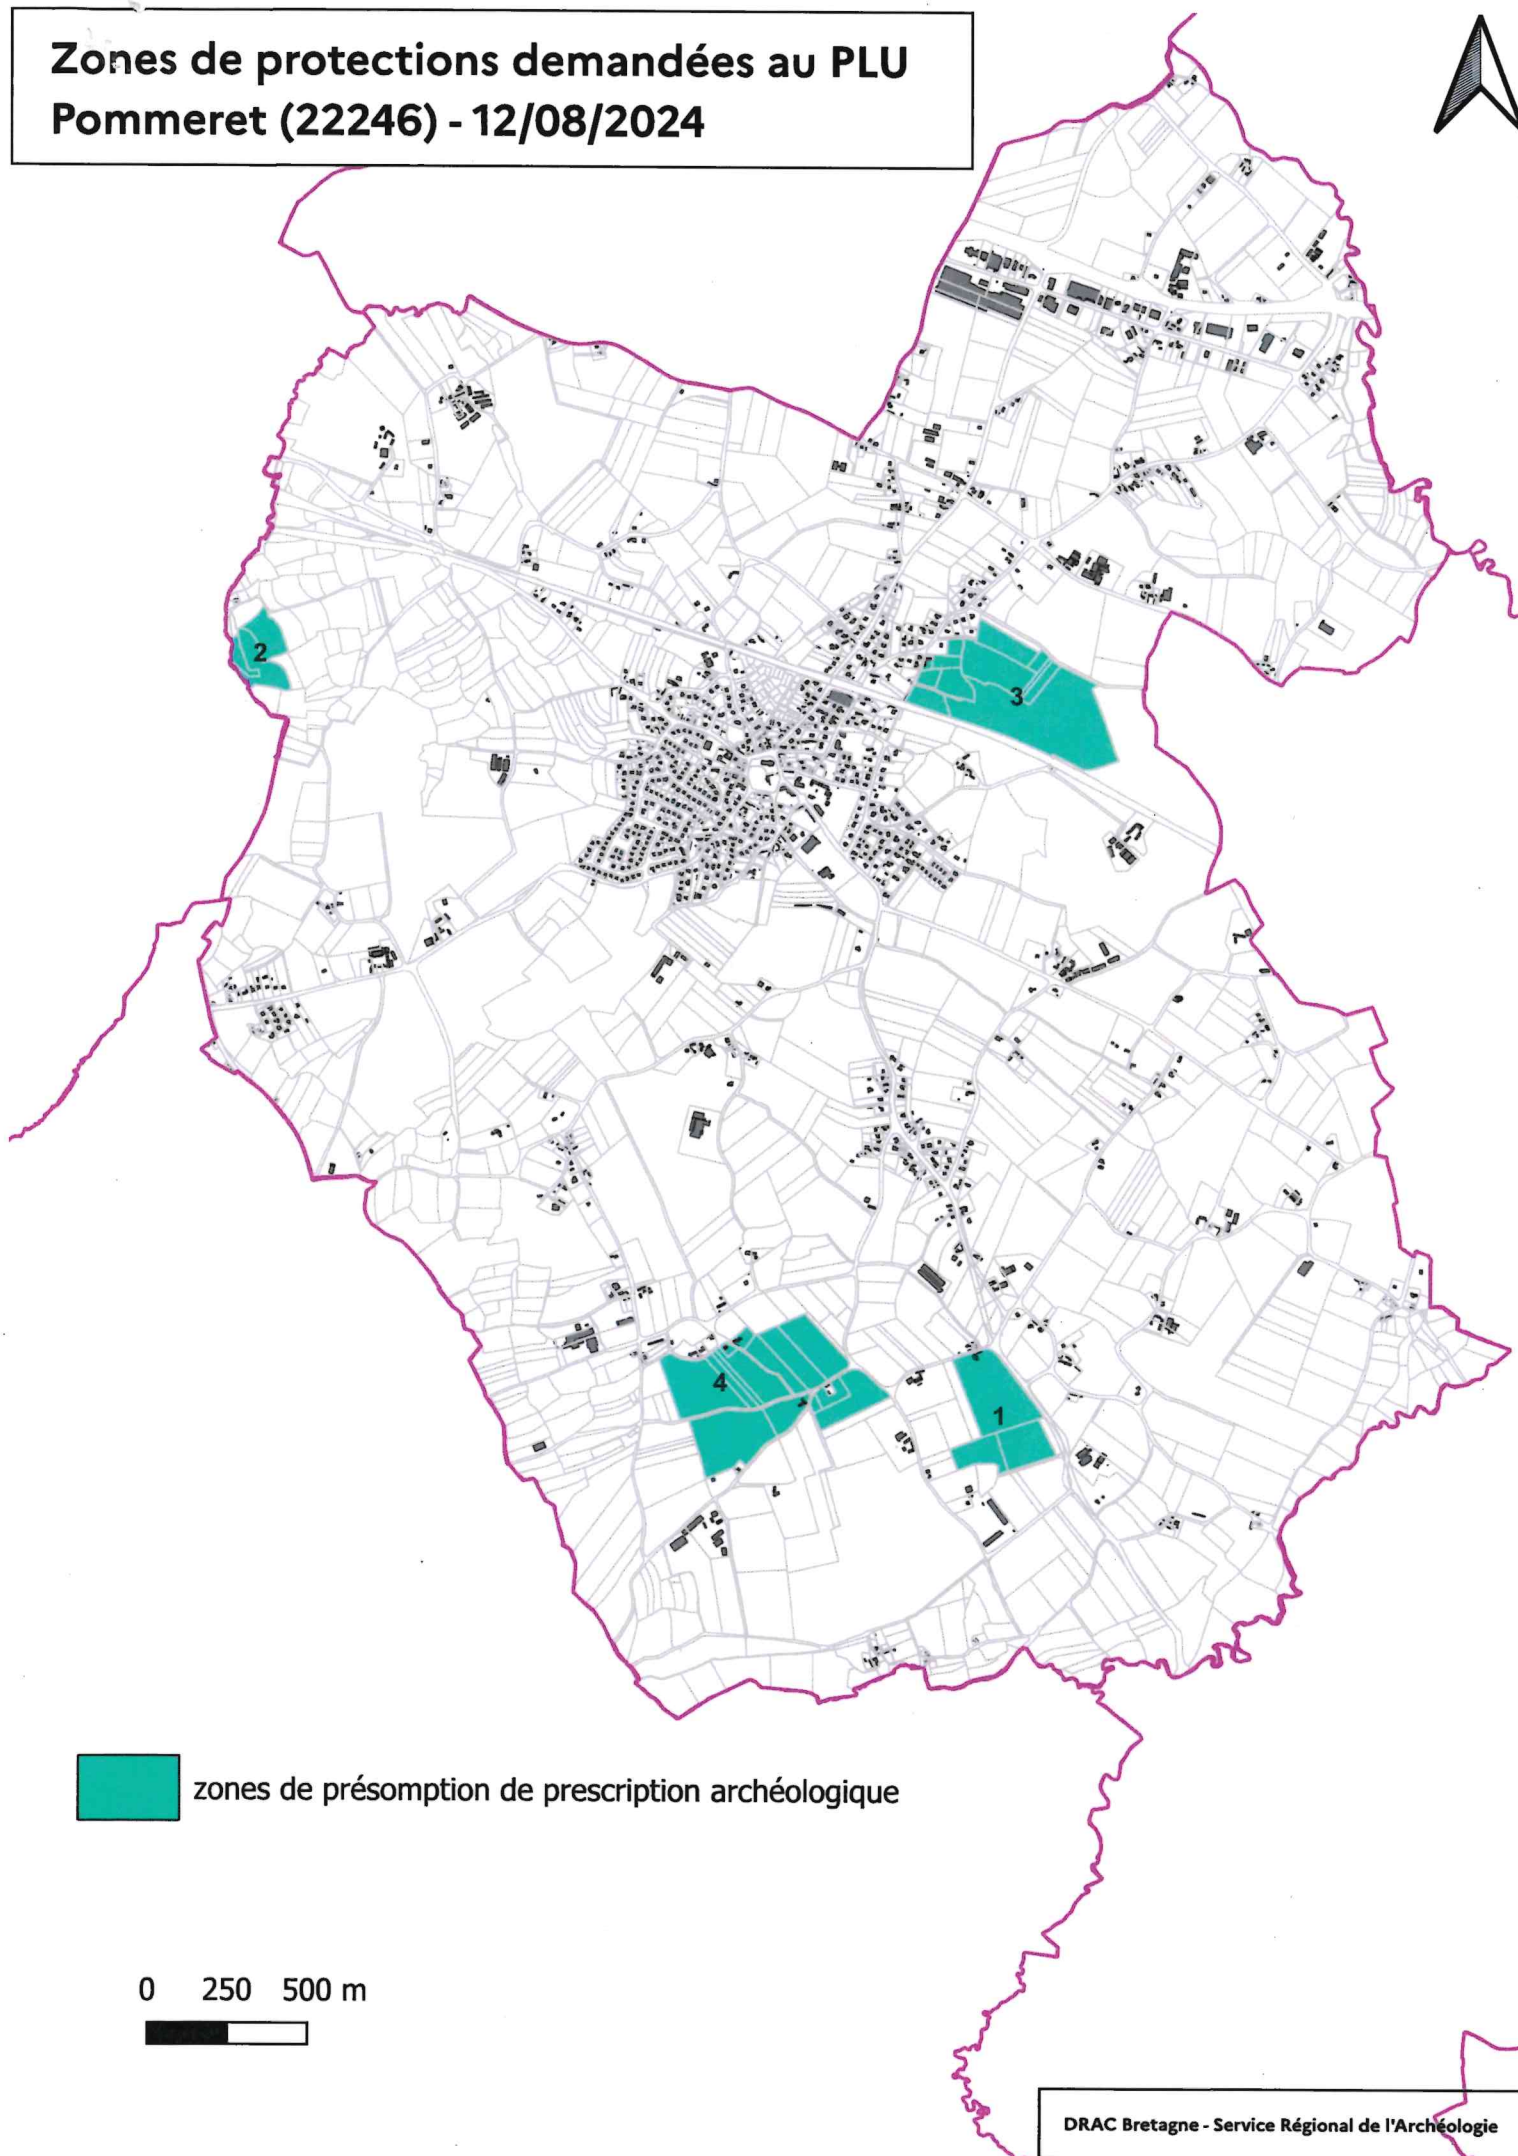 Zones de protections demandées au PLU
Pommeret (22246) - 12/08/2024
2
3
4
1
zones de présomption de prescription archéologique
0 250 500 m
DRAC Bretagne - Service Régional de l'Archéologie